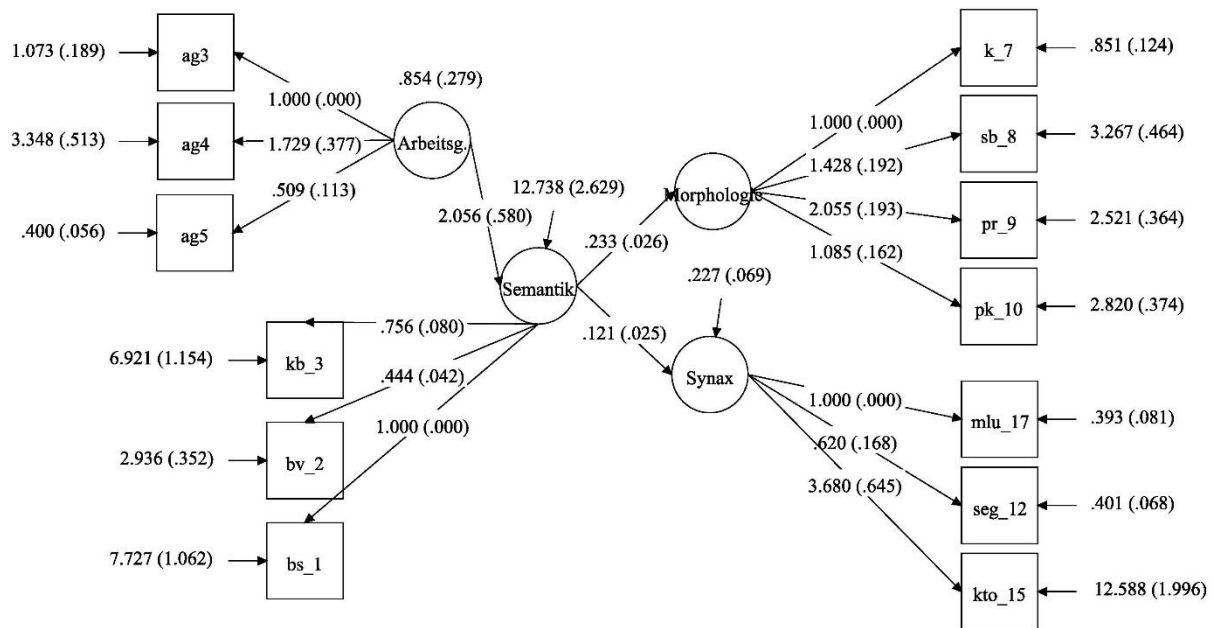 1.073 (.189)
ag3
.854 (.279)
1.000 (.000)
3.348 (.513)
ag4
1.729 (.377)
Arbeitsg.
.509 (.113)
.400 (.056)
ag5
2.056 (.580)
12.738 (2.629)
Semantik
.233 (.026)
.121 (.025)
.756 (.080)
6.921 (1.154)
kb_3
.444 (.042)
1.000 (.000)
2.936 (.352)
bv_2
7.727 (1.062)
bs_1
k_7
.851 (.124)
1.000 (.000)
sb_8
3.267 (.464)
Morphologie
1.428 (.192)
2.055 (.193)
pr_9
2.521 (.364)
1.085 (.162)
pk_10
2.820 (.374)
.227 (.069)
Synax
1.000 (.000)
mlu_17
.393 (.081)
.620 (.168)
3.680 (.645)
seg_12
.401 (.068)
kto_15
12.588 (1.996)